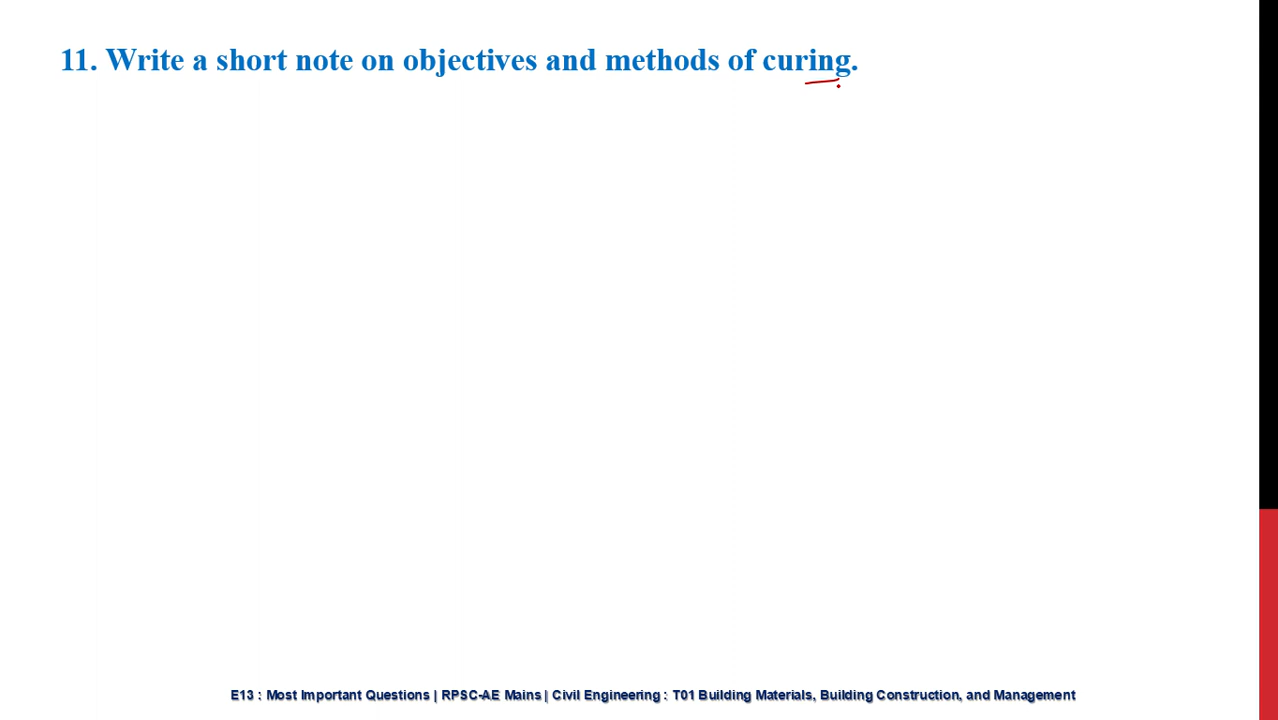 11. Write a short note on objectives and methods of curing.
E13 : Most Important Questions | RPSC-AE Mains | Civil Engineering : T01 Building Materials, Building Construction, and Management